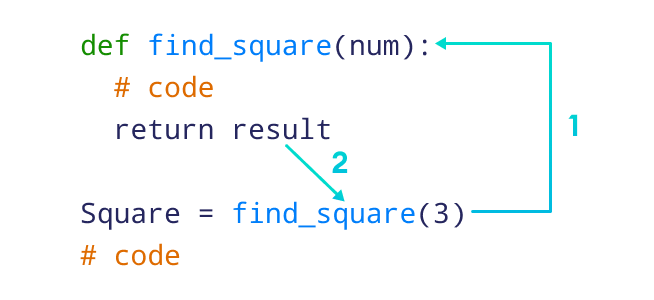 def find_square(num):
# code
return result
1
2
Square = find_square(3)
# code